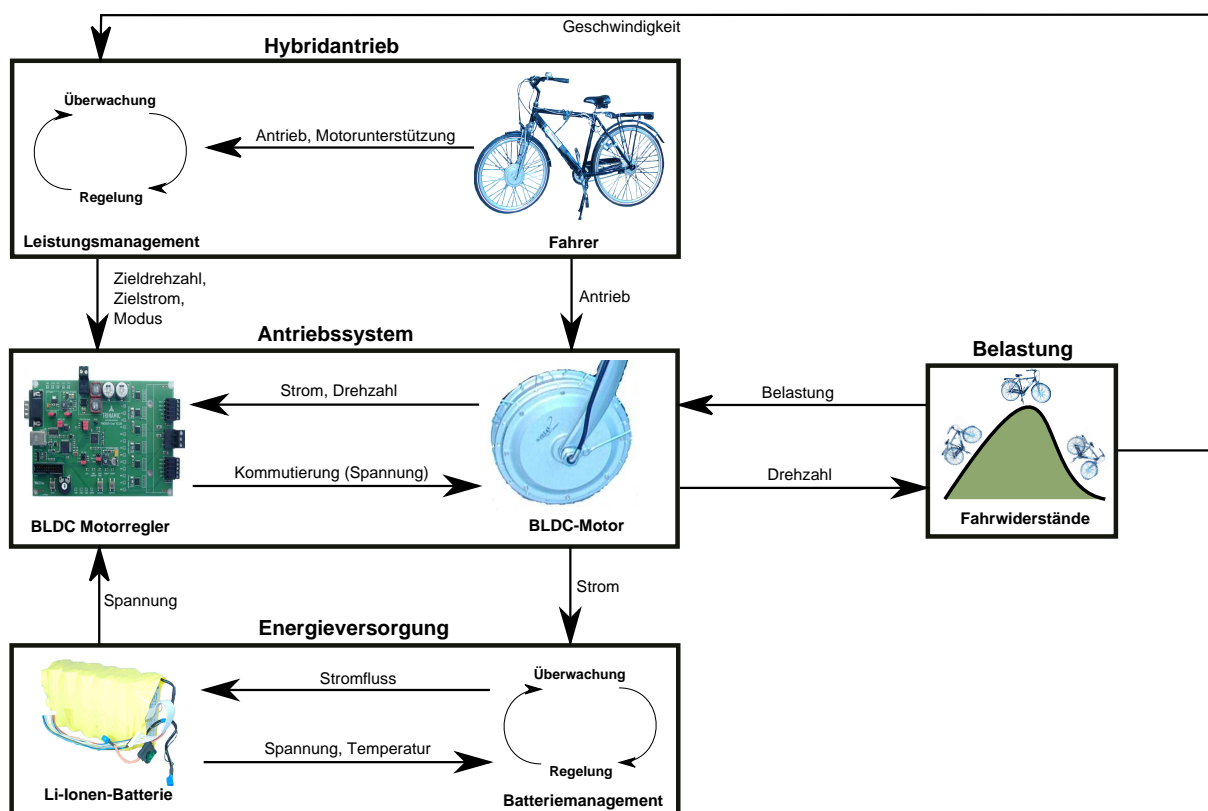 Geschwindigkeit
Hybridantrieb
Überwachung
Antrieb, Motorunterstützung
Regelung
Leistungsmanagement
Fahrer
Zieldrehzahl,
Zielstrom,
Modus
Antrieb
Antriebssystem
Belastung
Strom, Drehzahl
Belastung
Kommutierung (Spannung)
Drehzahl
BLDC Motorregler
BLDC-Motor
Fahrwiderstände
Spannung
Strom
Energieversorgung
Stromfluss
Überwachung
Spannung, Temperatur
Regelung
Li-Ionen-Batterie
Batteriemanagement